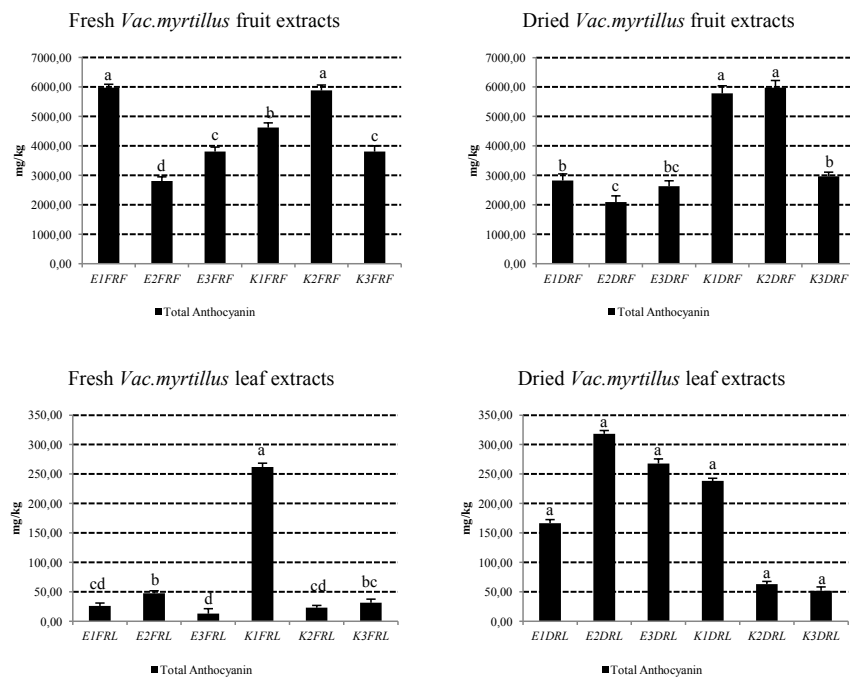 Fresh Vac.myrtillus fruit extracts
7000,00
6000,00
5000,00
4000,00
3000,00
2000,00
1000,00
0,00
mg/kg
a
d
c
b
a
c
E1FRF E2FRF E3FRF K1FRF K2FRF K3FRF
Total Anthocyanin
Dried Vac.myrtillus fruit extracts
7000,00
6000,00
5000,00
4000,00
3000,00
2000,00
1000,00
0,00
mg/kg
b
c
bc
a
a
b
E1DRF E2DRF E3DRF K1DRF K2DRF K3DRF
Total Anthocyanin
Fresh Vac.myrtillus leaf extracts
350,00
300,00
250,00
200,00
150,00
100,00
50,00
0,00
mg/kg
cd
b
d
a
cd
bc
E1FRL E2FRL E3FRL K1FRL K2FRL K3FRL
Total Anthocyanin
Dried Vac.myrtillus leaf extracts
350,00
300,00
250,00
200,00
150,00
100,00
50,00
0,00
mg/kg
a
a
a
a
a
a
E1DRL E2DRL E3DRL K1DRL K2DRL K3DRL
Total Anthocyanin